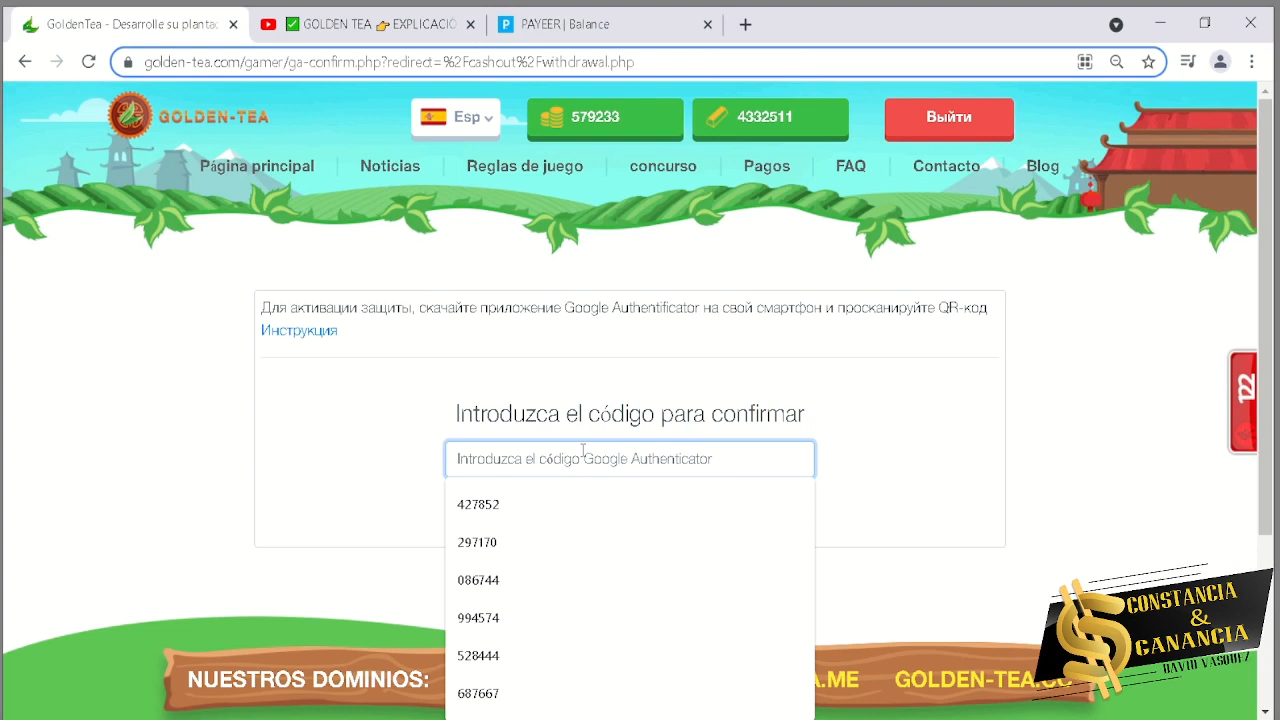 GoldenTea - Desarrolle su planta
✅ GOLDEN TEA 👉 EXPLICACIÓ
P PAYEER | Balance
golden-tea.com/gamer/ga-confirm.php?redirect=%2Fcashout%2Fwithdrawal.php
GOLDEN-TEA
Esp
579233
4332511
Выйти
Página principal
Noticias
Reglas de juego
concurso
Pagos
FAQ
Contacto
Blog
Для активации защиты, скачайте приложение Google Authentificator на свой смартфон и просканируйте QR-код
Инструкция
122
Introduzca el código para confirmar
Introduzca el código Google Authenticator
427852
297170
086744
994574
528444
687667
CONSTANCIA
&
GANANCIA
DAVID VASQUEZ
NUESTROS DOMINIOS:
A.ME
GOLDEN-TEA.